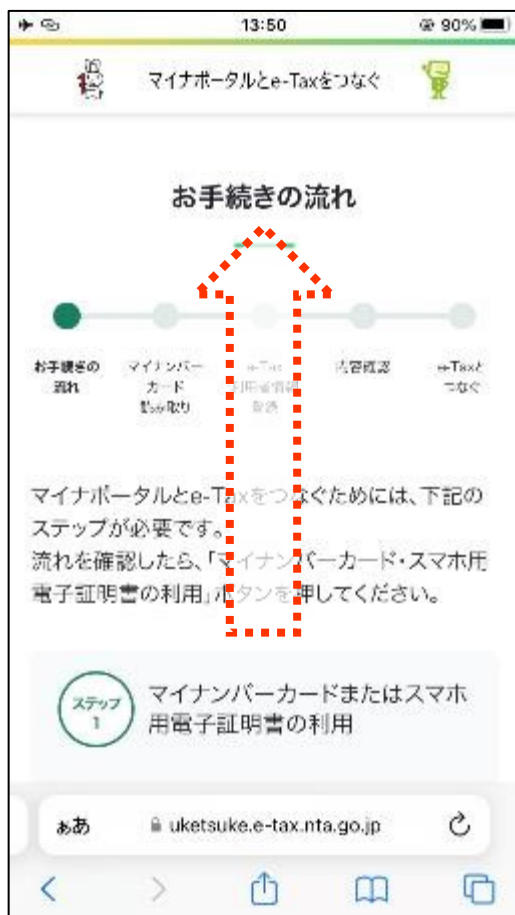 13:50
90%
マイナポータルとe-Taxをつなぐ
お手続きの流れ
お手続きの
流れ
マイナンバー
カード
読み取り
e-Tax
利用者情報
登録
内容確認
e-Taxと
つなぐ
マイナポータルとe-Taxをつなぐためには、下記の
ステップが必要です。
流れを確認したら、「マイナンバーカード・スマホ用
電子証明書の利用」ボタンを押してください。
ステップ
1
マイナンバーカードまたはスマホ
用電子証明書の利用
ぁあ
uketsuke.e-tax.nta.go.jp